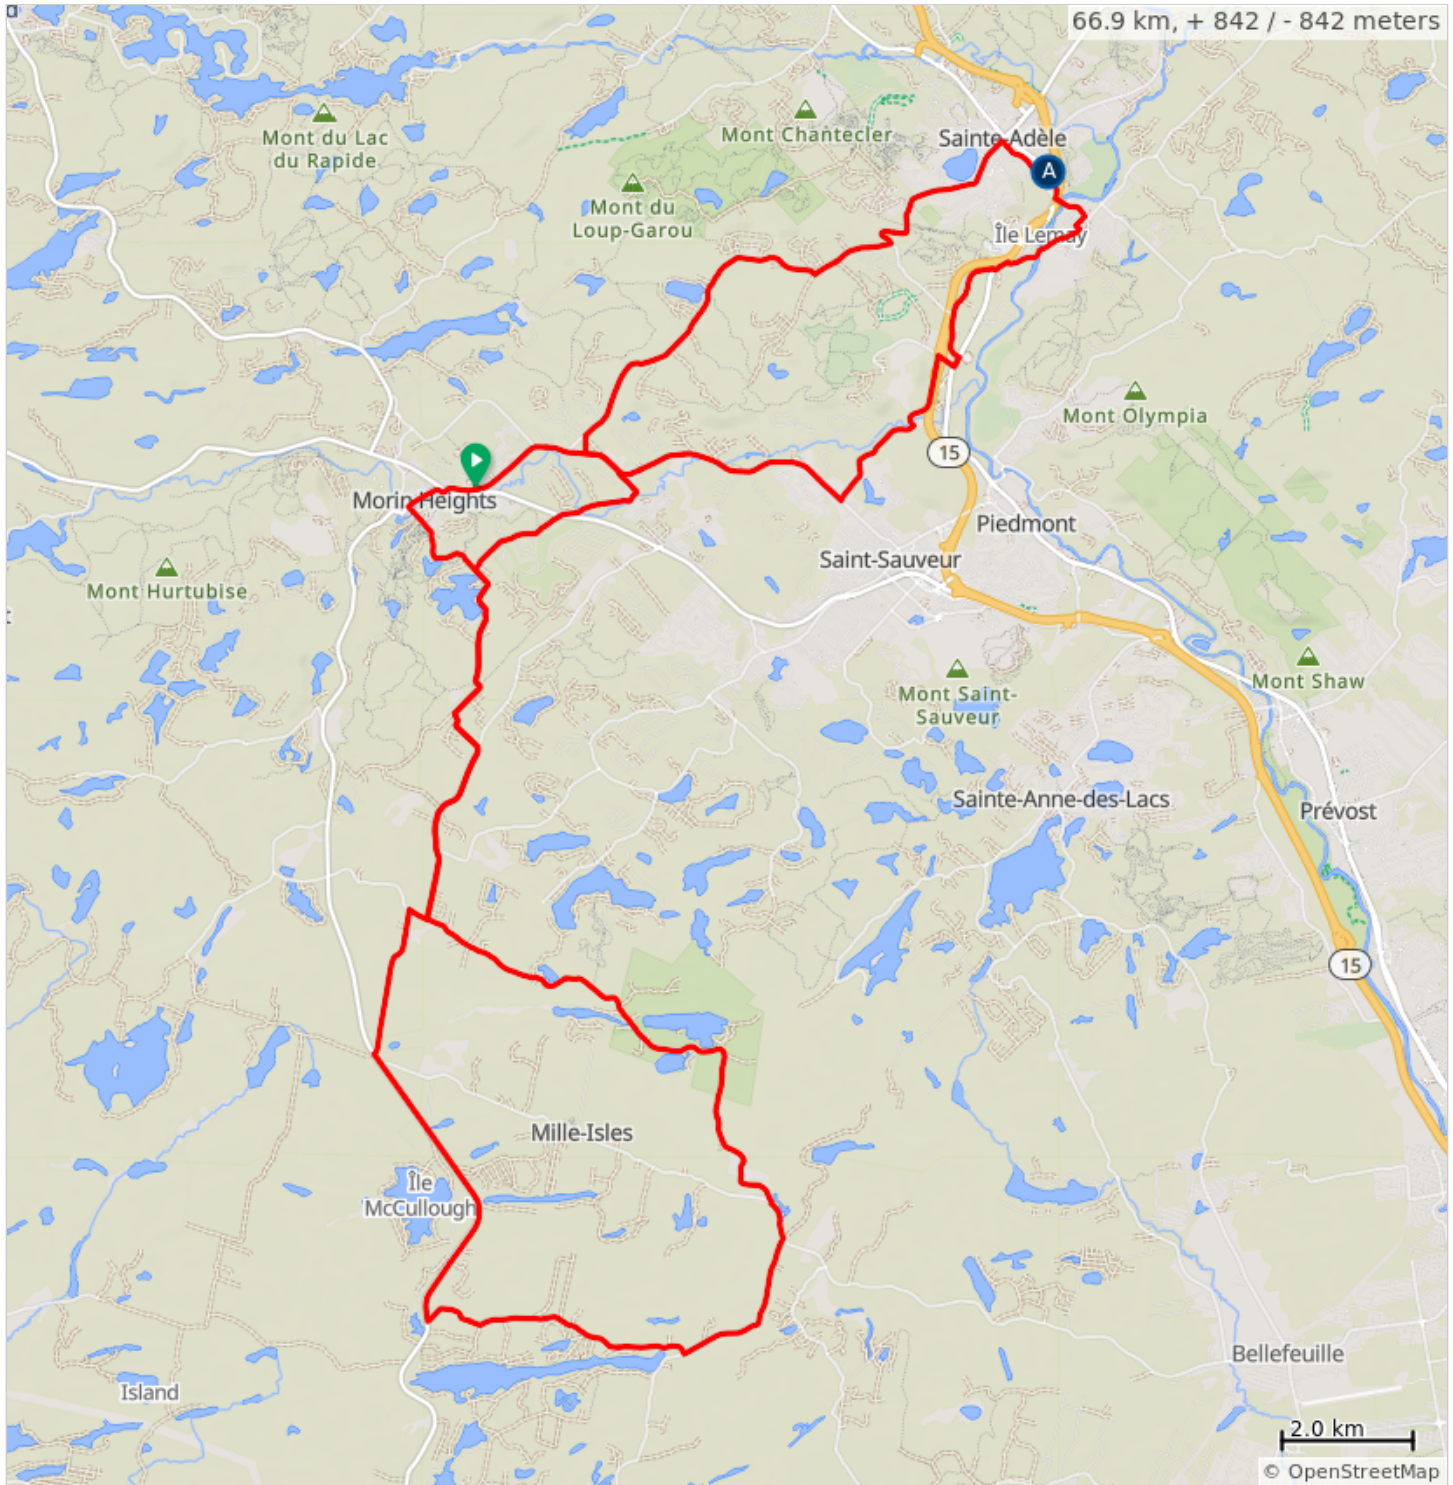 66.9 km, + 842 / - 842 meters
Mont du Lac
du Rapide
Mont Chantecler
Sainte-Adèle
A
Mont du
Loup-Garou
Île Lemay
Mont Olympia
15
Morin-Heights
Piedmont
Saint-Sauveur
Mont Hurtubise
Mont Saint-
Sauveur
Mont Shaw
Sainte-Anne-des-Lacs
Prévost
15
Mille-Isles
Île
McCullough
Bellefeuille
Island
2.0 km
© OpenStreetMap